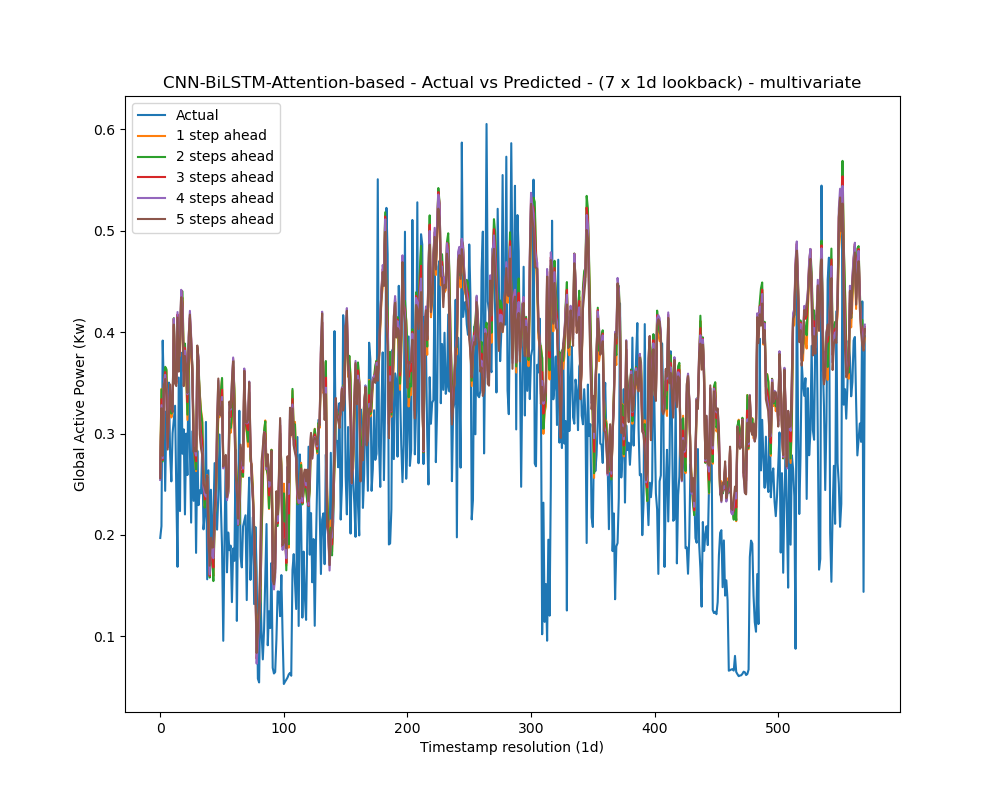 CNN-BiLSTM-Attention-based - Actual vs Predicted - (7 x 1d lookback) - multivariate
Actual
1 step ahead
2 steps ahead
3 steps ahead
4 steps ahead
5 steps ahead
0.6
0.5
0.4
0.3
0.2
0.1
Global Active Power (Kw)
0 100 200 300 400 500
Timestamp resolution (1d)